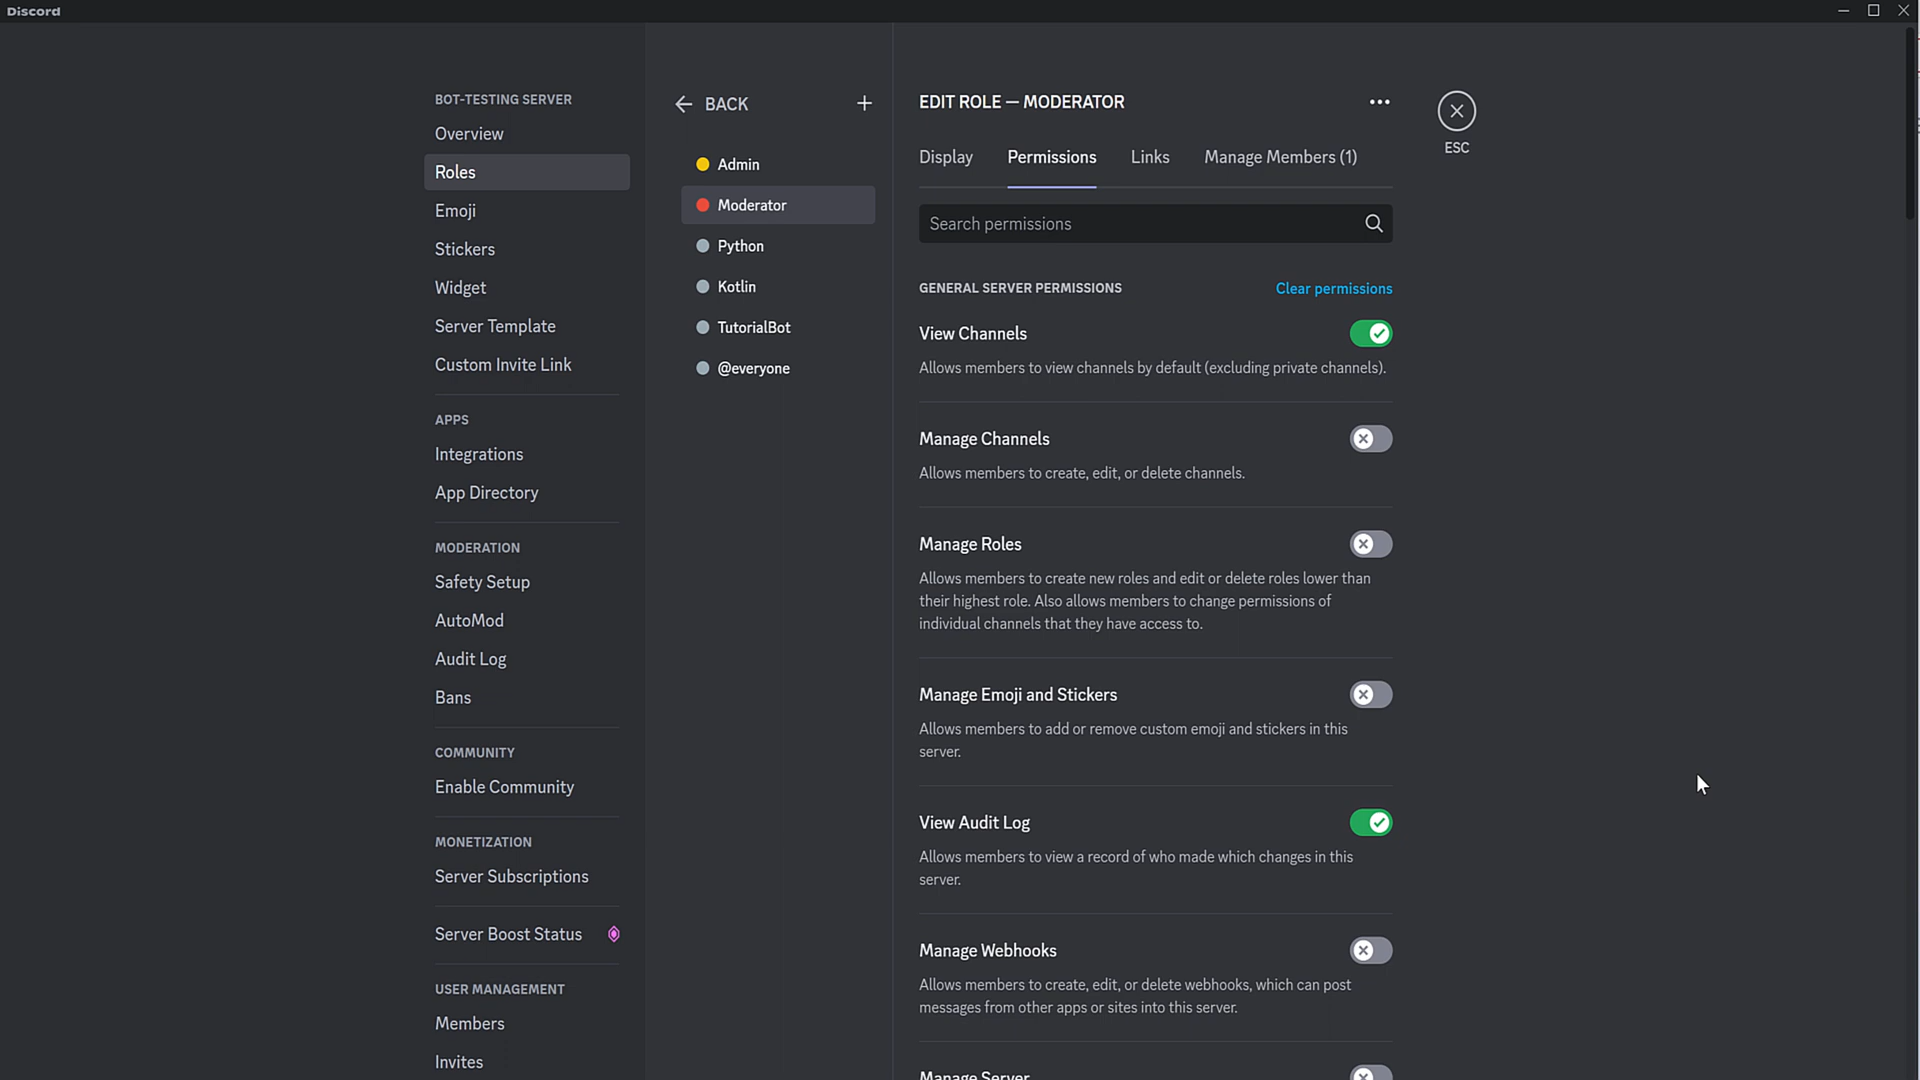 Discord
BOT-TESTING SERVER
Overview
Roles
Emoji
Stickers
Widget
Server Template
Custom Invite Link
APPS
Integrations
App Directory
MODERATION
Safety Setup
AutoMod
Audit Log
Bans
COMMUNITY
Enable Community
MONETIZATION
Server Subscriptions
Server Boost Status
USER MANAGEMENT
Members
Invites
BACK
Admin
Moderator
Python
Kotlin
TutorialBot
@everyone
EDIT ROLE — MODERATOR
ESC
Display Permissions Links Manage Members (1)
Search permissions
GENERAL SERVER PERMISSIONS Clear permissions
View Channels
Allows members to view channels by default (excluding private channels).
Manage Channels
Allows members to create, edit, or delete channels.
Manage Roles
Allows members to create new roles and edit or delete roles lower than
their highest role. Also allows members to change permissions of
individual channels that they have access to.
Manage Emoji and Stickers
Allows members to add or remove custom emoji and stickers in this
server.
View Audit Log
Allows members to view a record of who made which changes in this
server.
Manage Webhooks
Allows members to create, edit, or delete webhooks, which can post
messages from other apps or sites into this server.
Manage Server